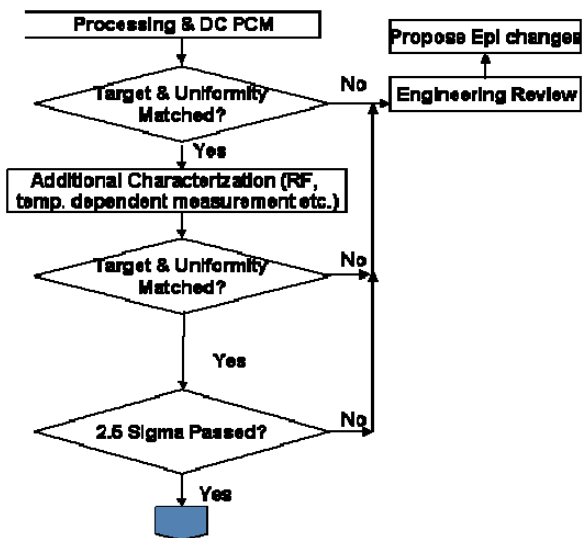 Processing & DC PCM
Propose Epi changes
No
Engineering Review
Target & Uniformity
Matched?
Yes
Additional Characterization (RF,
temp. dependent measurement etc.)
No
Target & Uniformity
Matched?
Yes
No
2.5 Sigma Passed?
Yes